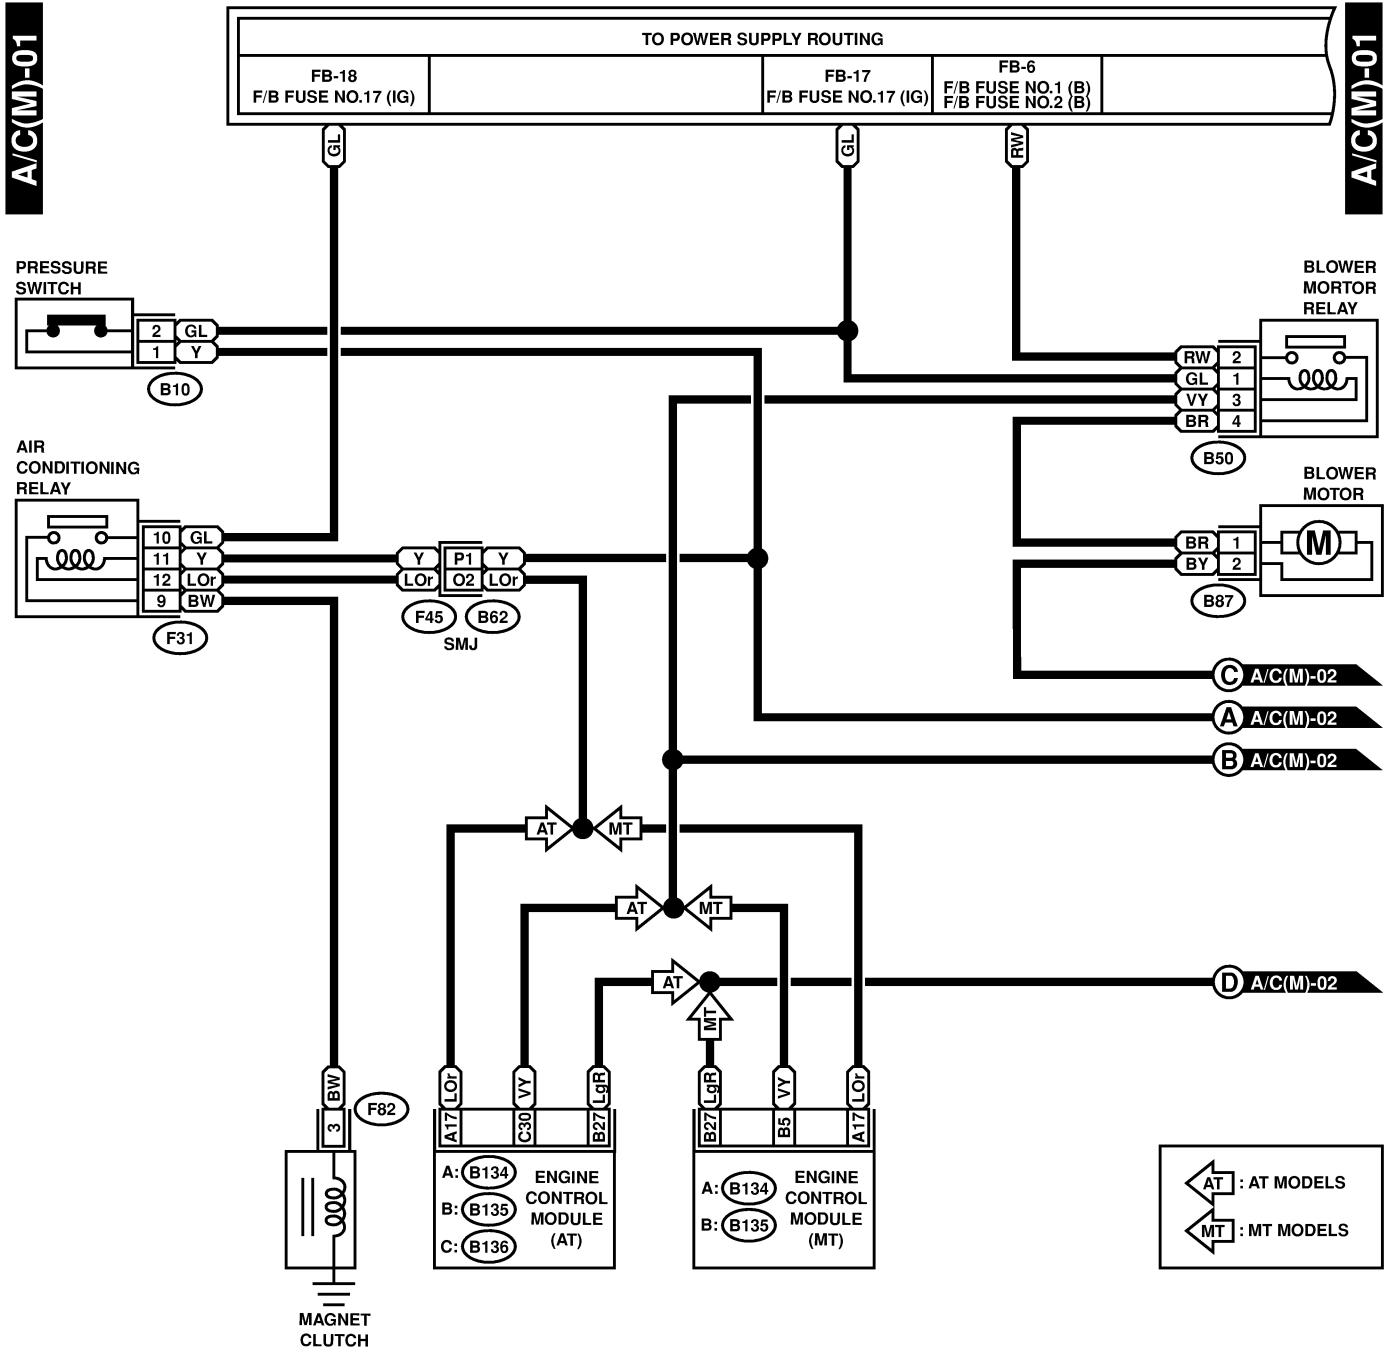 A/C(M)-01
A/C(M)-01
TO POWER SUPPLY ROUTING
FB-18
F/B FUSE NO.17 (IG)
FB-17
F/B FUSE NO.17 (IG)
FB-6
F/B FUSE NO.1 (B)
F/B FUSE NO.2 (B)
GL
GL
RW
PRESSURE
SWITCH
2 GL
1 Y
B10
BLOWER
MORTOR
RELAY
RW 2
GL 1
VY 3
BR 4
B50
AIR
CONDITIONING
RELAY
10 GL
11 Y
12 LOr
9 BW
F31
Y P1 Y
LOr O2 LOr
F45 B62
SMJ
BLOWER
MOTOR
M
BR 1
BY 2
B87
C A/C(M)-02
A A/C(M)-02
B A/C(M)-02
AT MT
AT MT
AT
MT
D A/C(M)-02
BW
3
F82
MAGNET
CLUTCH
LOr VY LgR
A17 C30 B27
A: B134
B: B135
C: B136
ENGINE
CONTROL
MODULE
(AT)
LgR VY LOr
B27 B5 A17
A: B134
B: B135
ENGINE
CONTROL
MODULE
(MT)
AT : AT MODELS
MT : MT MODELS